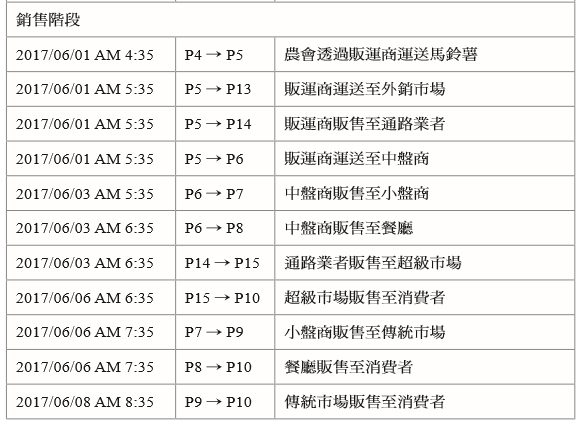 銷售階段
2017/06/01 AM 4:35 P4 → P5 農會透過販運商運送馬鈴薯
2017/06/01 AM 5:35 P5 → P13 販運商運送至外銷市場
2017/06/01 AM 5:35 P5 → P14 販運商販售至通路業者
2017/06/01 AM 5:35 P5 → P6 販運商運送至中盤商
2017/06/03 AM 5:35 P6 → P7 中盤商販售至小盤商
2017/06/03 AM 6:35 P6 → P8 中盤商販售至餐廳
2017/06/03 AM 6:35 P14 → P15 通路業者販售至超級市場
2017/06/06 AM 6:35 P15 → P10 超級市場販售至消費者
2017/06/06 AM 7:35 P7 → P9 小盤商販售至傳統市場
2017/06/06 AM 7:35 P8 → P10 餐廳販售至消費者
2017/06/08 AM 8:35 P9 → P10 傳統市場販售至消費者